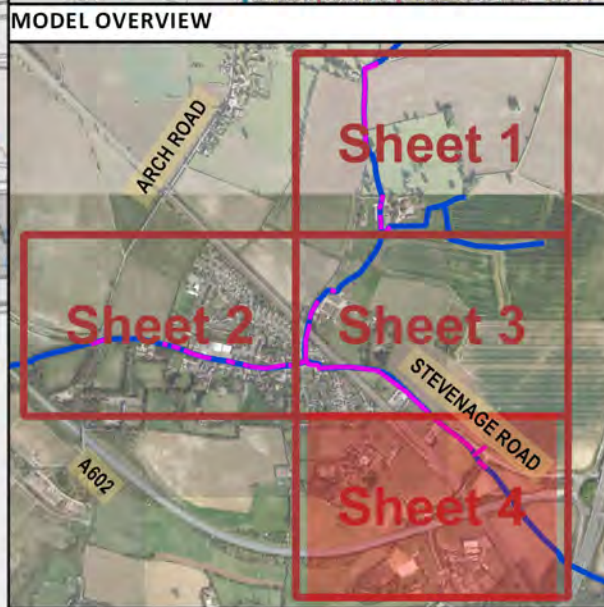 MODEL OVERVIEW
ARCH ROAD
Sheet 1
Sheet 2
Sheet 3
STEVENAGE ROAD
A602
Sheet 4